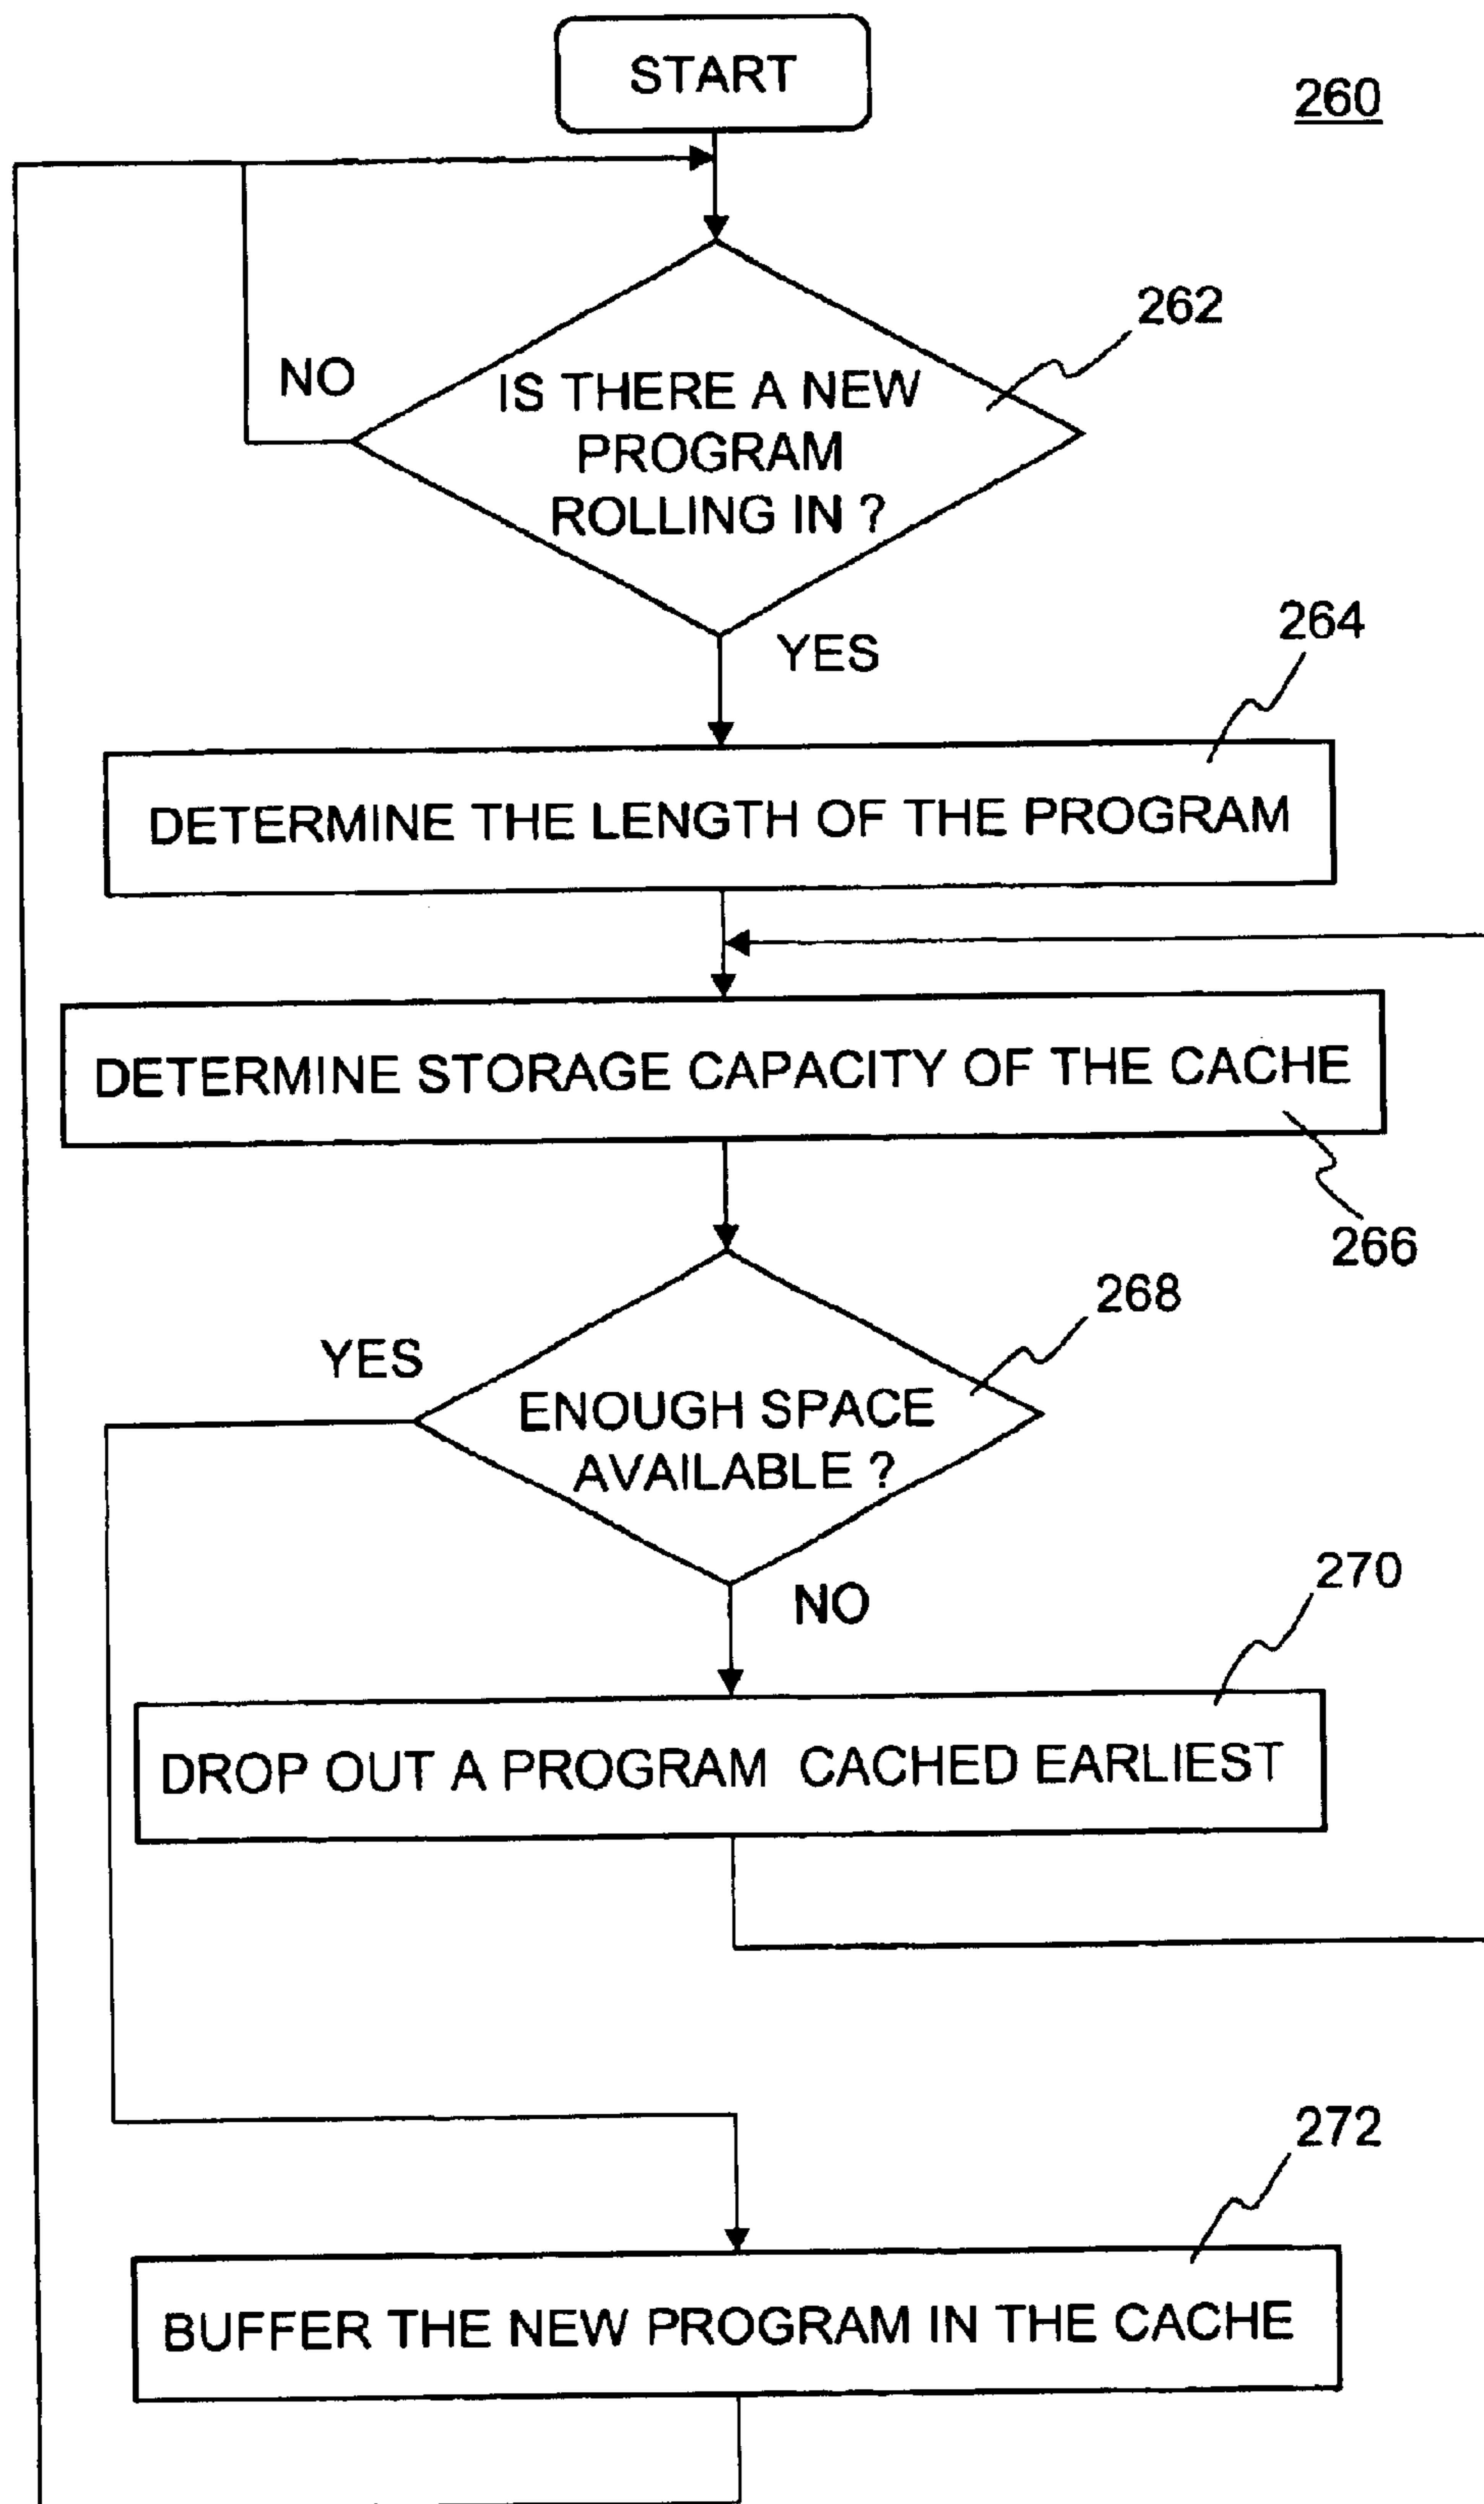 START
260
262
NO
IS THERE A NEW
PROGRAM
ROLLING IN ?
264
YES
DETERMINE THE LENGTH OF THE PROGRAM
DETERMINE STORAGE CAPACITY OF THE CACHE
266
268
YES
ENOUGH SPACE
AVAILABLE ?
270
NO
DROP OUT A PROGRAM CACHED EARLIEST
272
BUFFER THE NEW PROGRAM IN THE CACHE